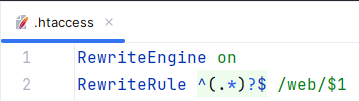 .htaccess
1 RewriteEngine on
2 RewriteRule ^(.*)?$ /web/$1